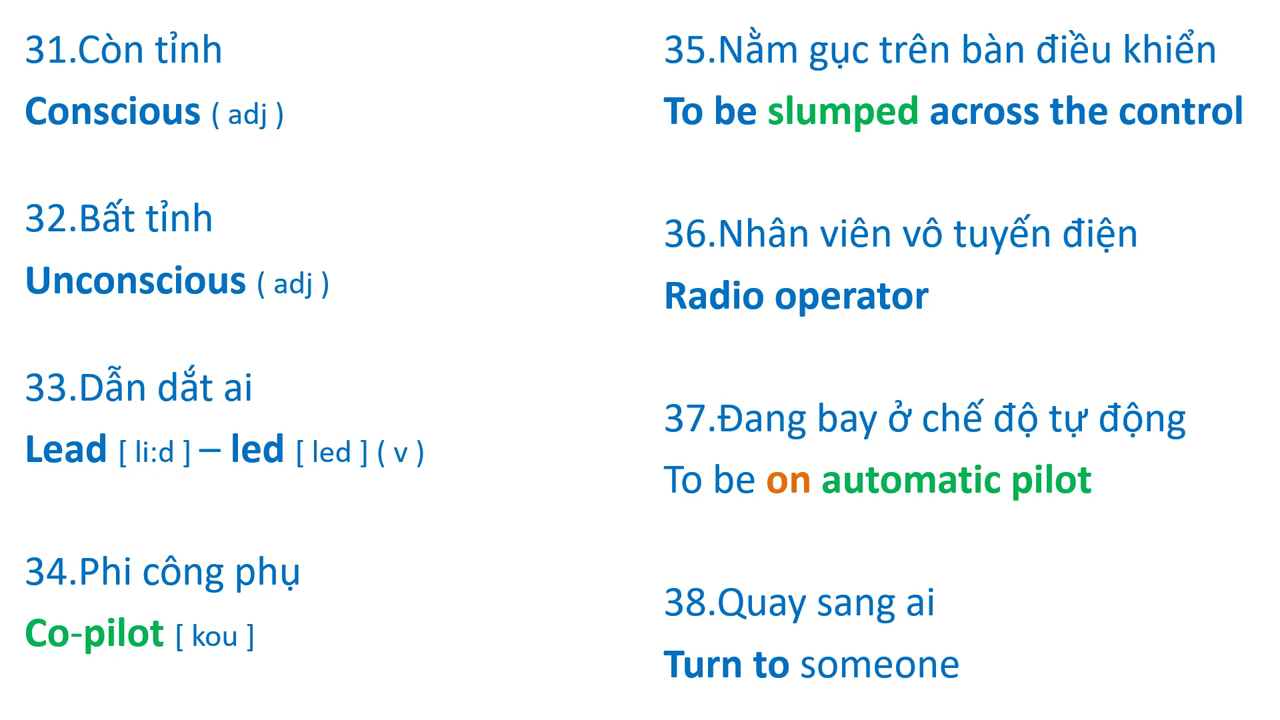 31.Còn tỉnh
Conscious ( adj )
32.Bất tỉnh
Unconscious ( adj )
33.Dẫn dắt ai
Lead [ li:d ] – led [ led ] ( v )
34.Phi công phụ
Co-pilot [ kou ]
35.Nằm gục trên bàn điều khiển
To be slumped across the control
36.Nhân viên vô tuyến điện
Radio operator
37.Đang bay ở chế độ tự động
To be on automatic pilot
38.Quay sang ai
Turn to someone